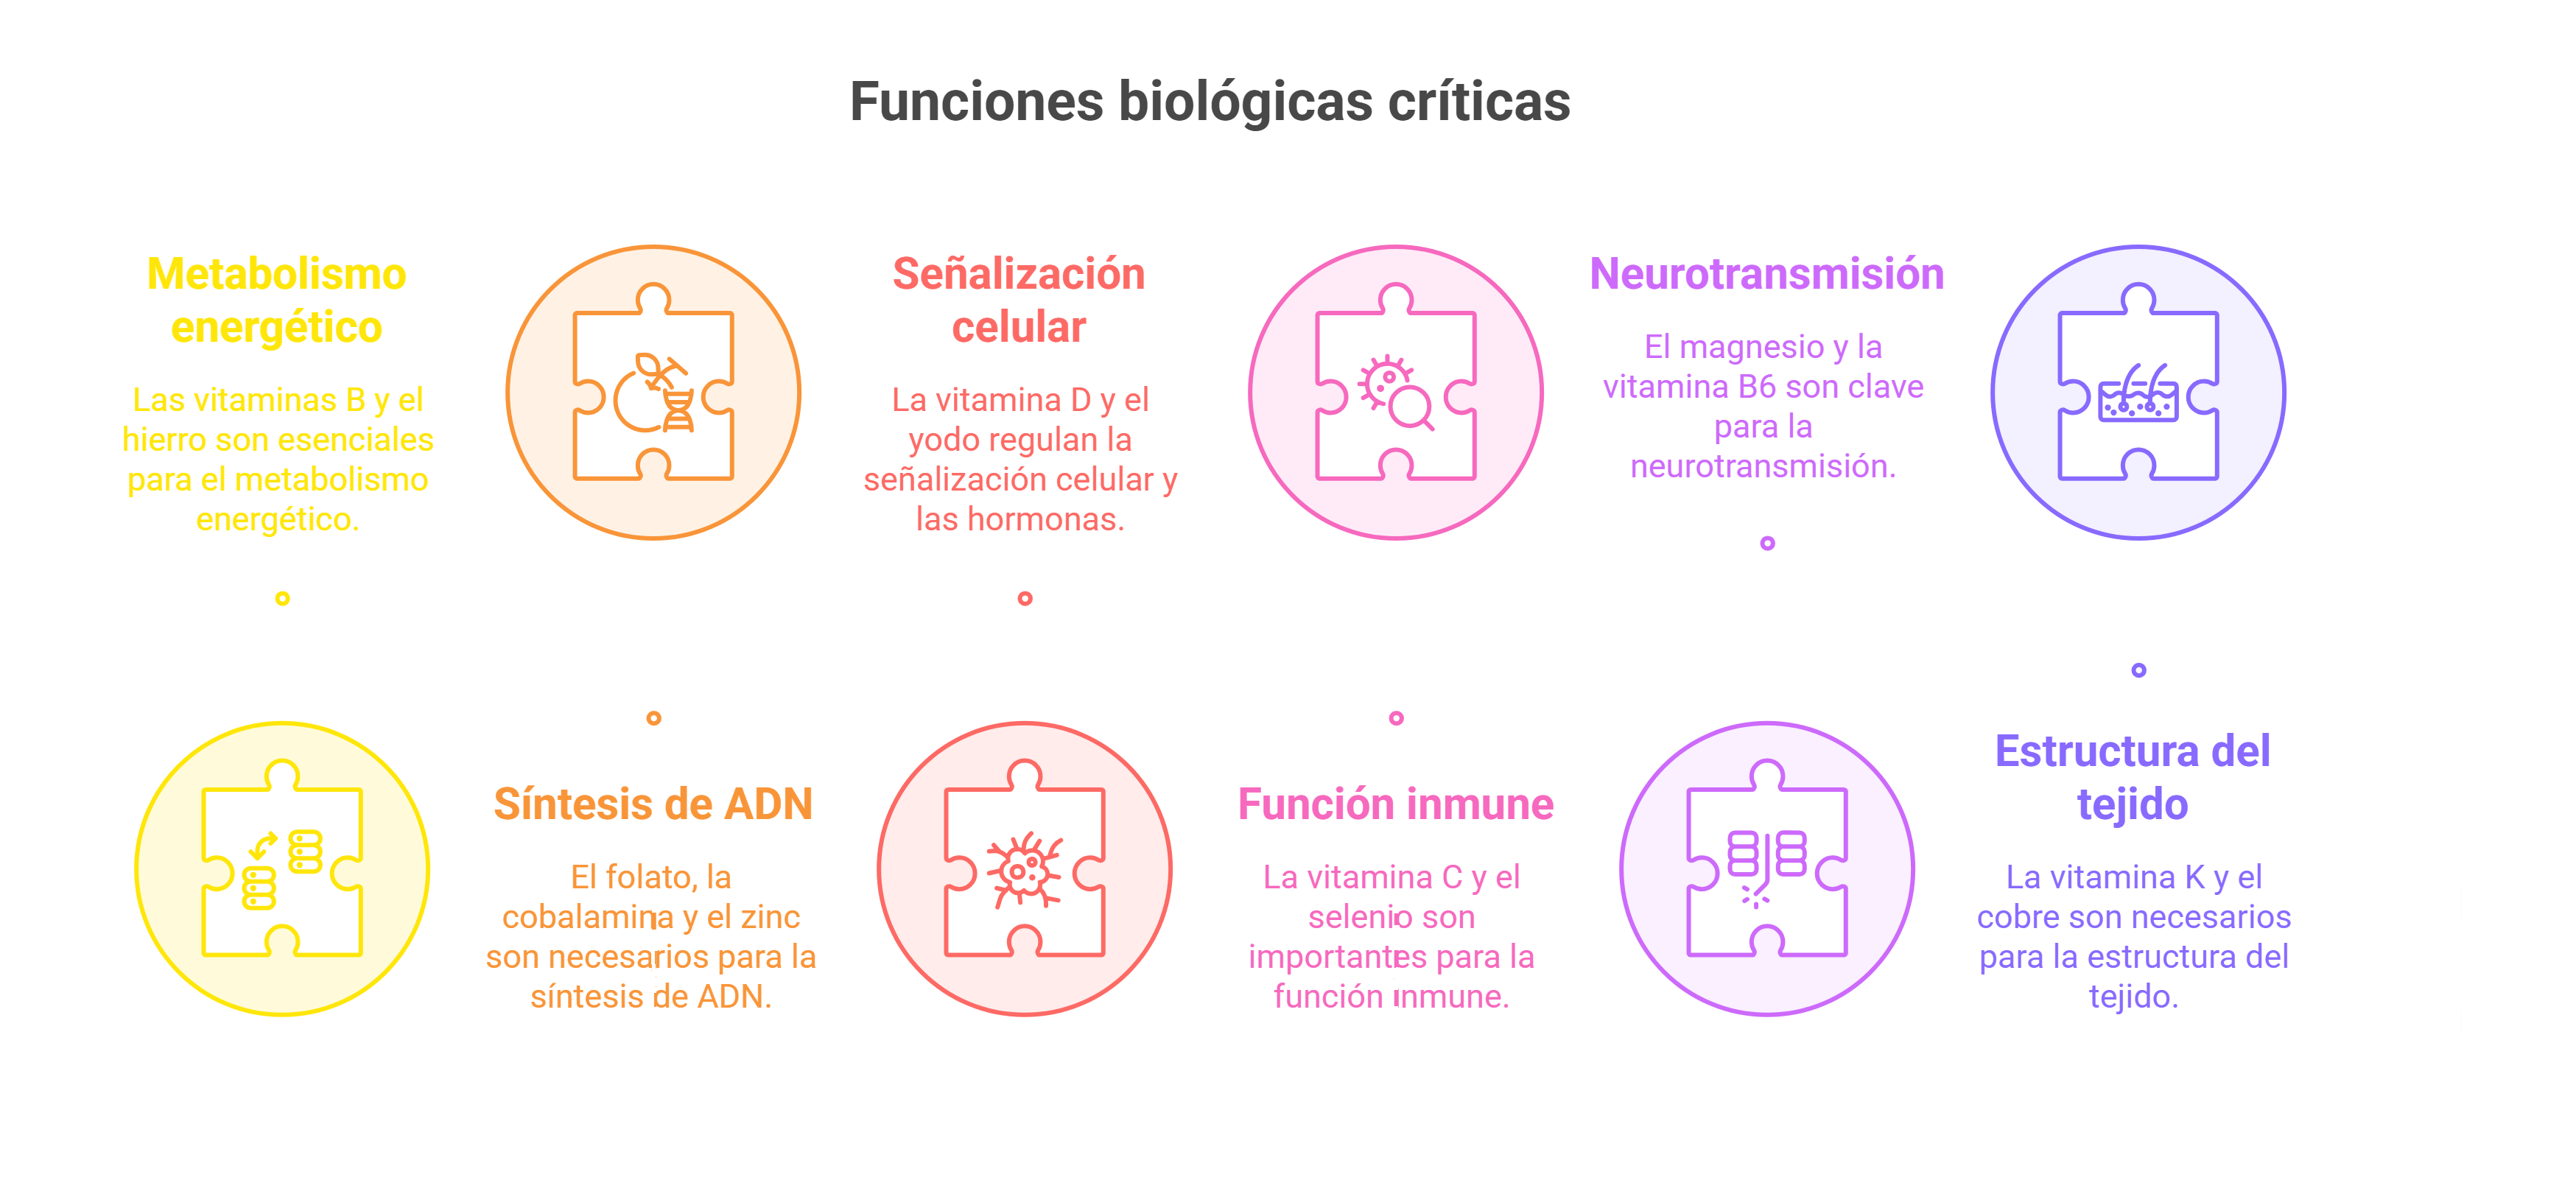 Funciones biológicas críticas
Metabolismo
energético
Las vitaminas B y el
hierro son esenciales
para el metabolismo
energético.
Síntesis de ADN
El folato, la
cobalamina y el zinc
son necesarios para la
síntesis de ADN.
Señalización
celular
La vitamina D y el
yodo regulan la
señalización celular y
las hormonas.
Función inmune
La vitamina C y el
selenio son
importantes para la
función inmune.
Neurotransmisión
El magnesio y la
vitamina B6 son clave
para la
neurotransmisión.
Estructura del
tejido
La vitamina K y el
cobre son necesarios
para la estructura del
tejido.